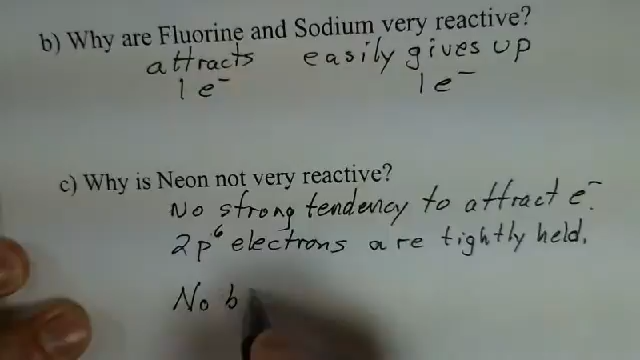 b) Why are Fluorine and Sodium very reactive?
attracts easily gives up
1 e⁻ 1 e⁻
c) Why is Neon not very reactive?
No strong tendency to attract e⁻.
2p⁶ electrons are tightly held.
No b